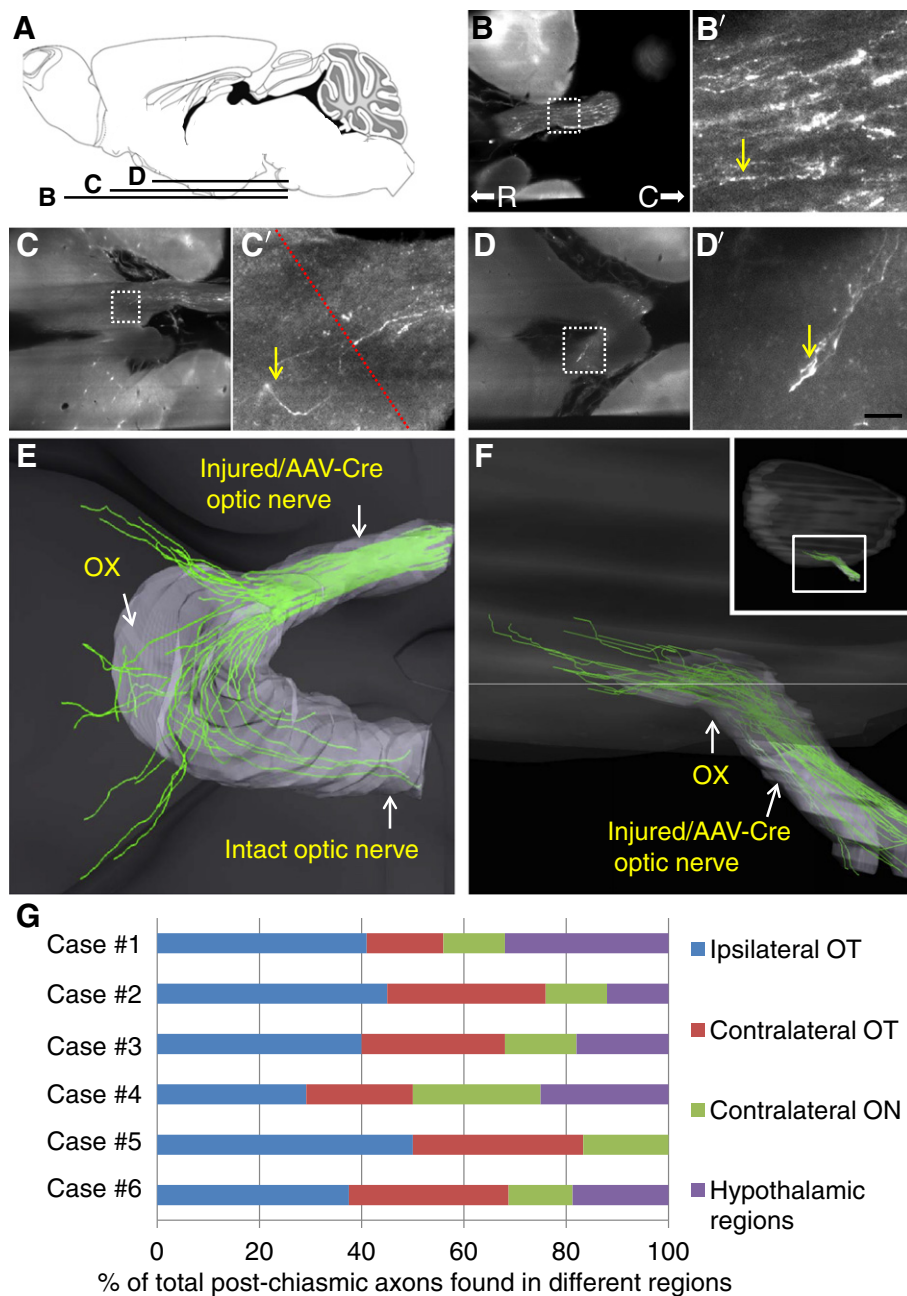 A
B
C
D
B
←R
C→
B′
C
C′
D
D′
E
Injured/AAV-Cre
optic nerve
OX
Intact optic nerve
F
OX
Injured/AAV-Cre
optic nerve
G
Case #1
Case #2
Case #3
Case #4
Case #5
Case #6
Ipsilateral OT
Contralateral OT
Contralateral ON
Hypothalamic
regions
0 20 40 60 80 100
% of total post-chiasmic axons found in different regions